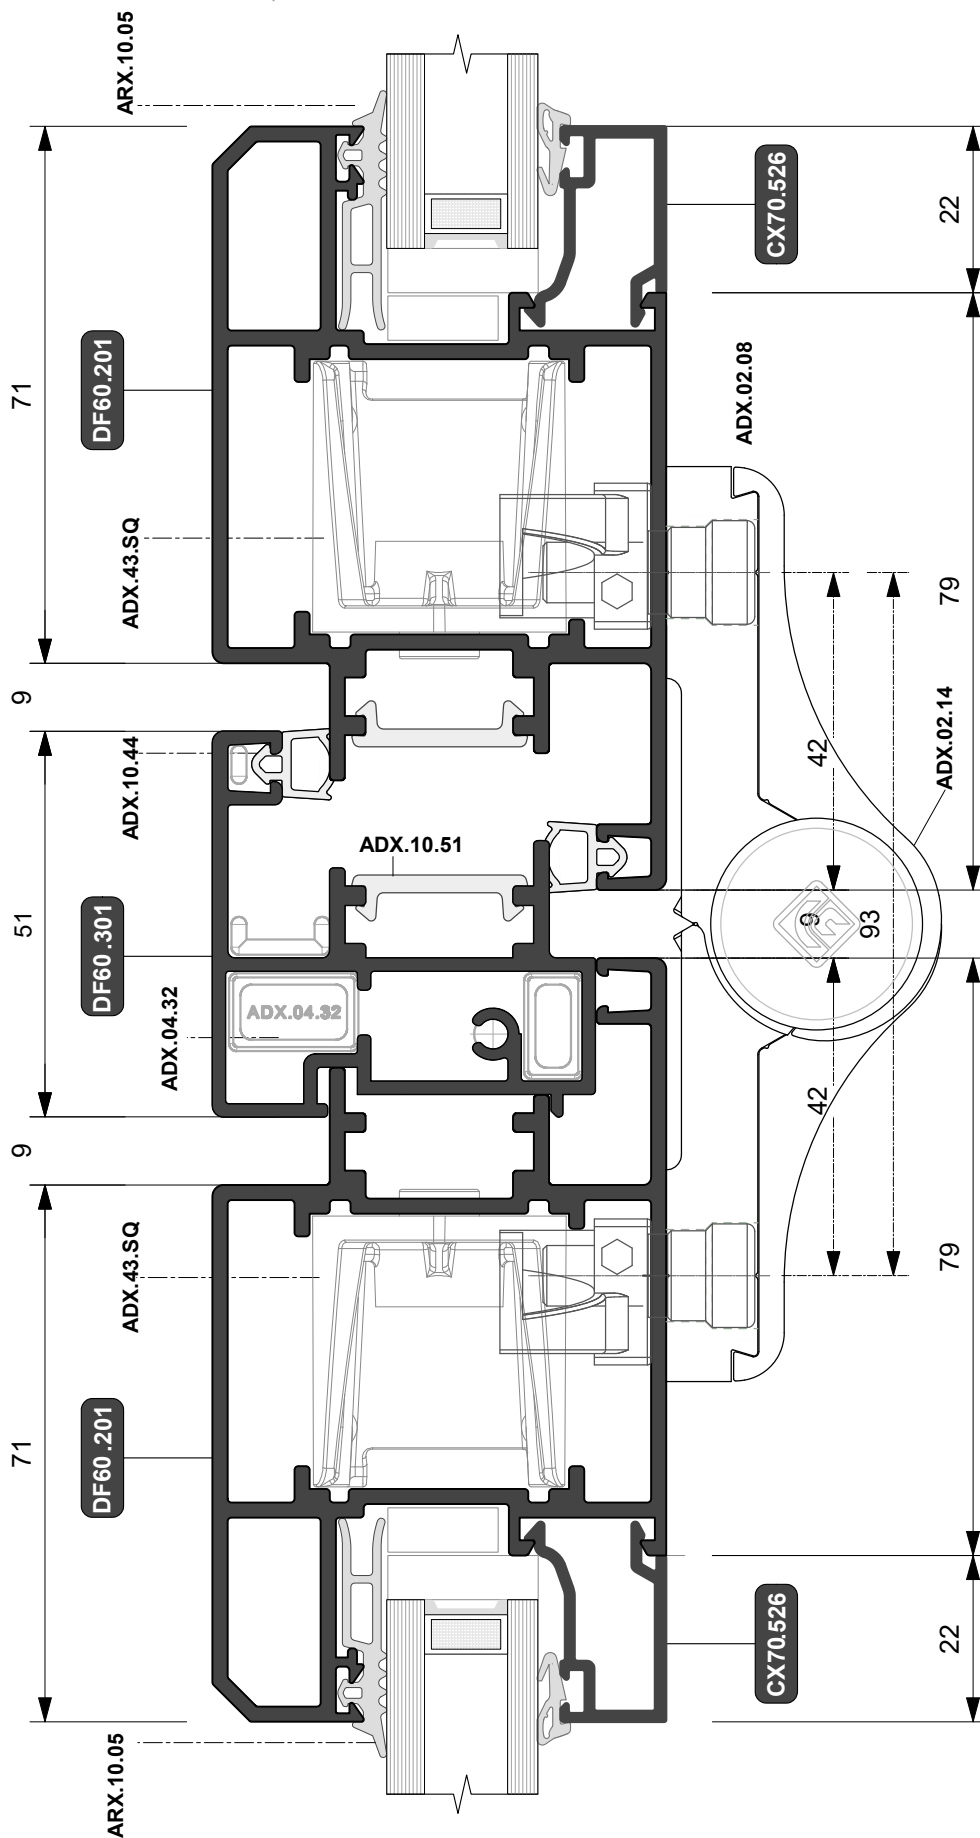 ARX.10.05
CX70.526
22
71
DF60.201
ADX.02.08
ADX.43.SQ
79
9
ADX.10.44
42
ADX.02.14
ADX.10.51
51
DF60.301
9
93
ADX.04.32
ADX.04.32
42
9
ADX.43.SQ
79
71
DF60.201
CX70.526
22
ARX.10.05